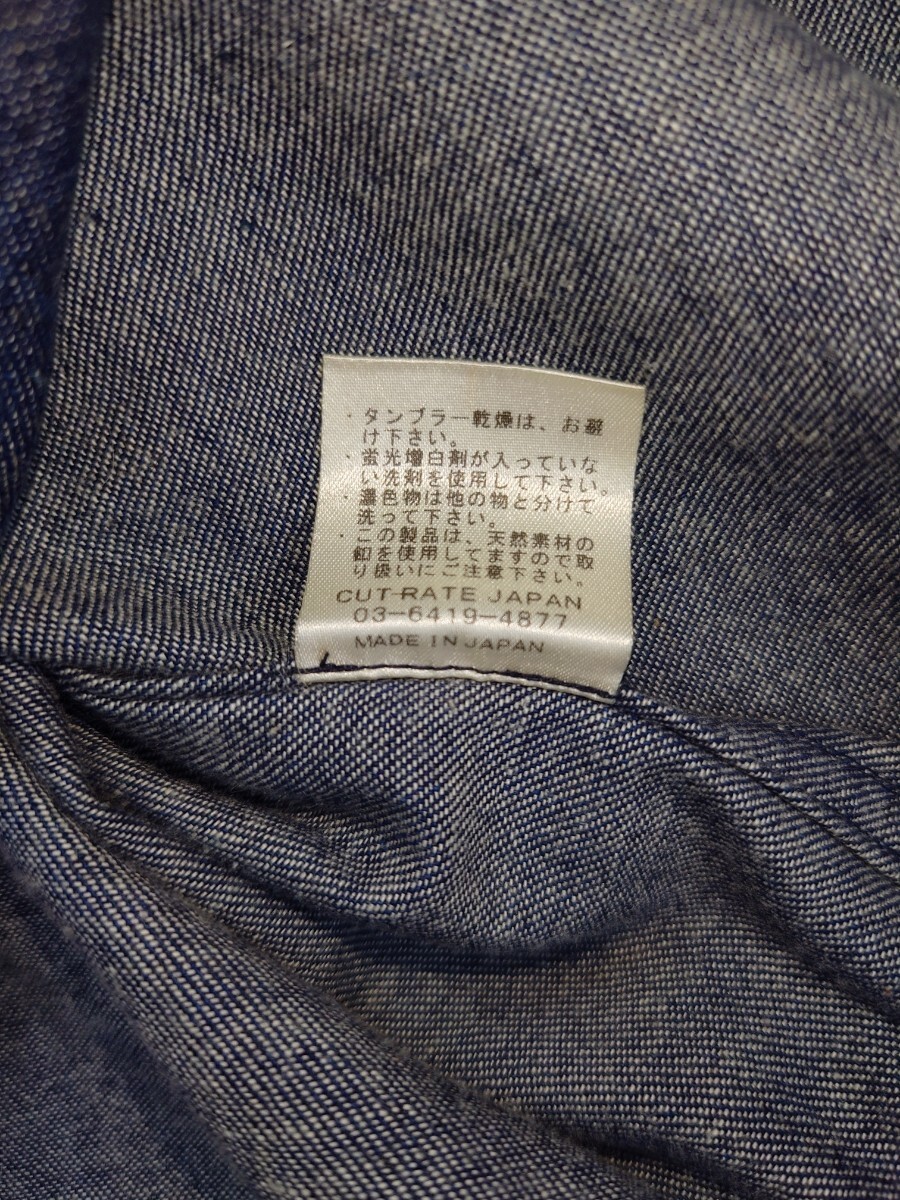 ・タンブラー乾燥は、お避
け下さい。
・蛍光増白剤が入っていな
い洗剤を使用して下さい。
・濃色物は他の物と分けて
洗って下さい。
・この製品は、天然素材の
釦を使用してますので取
り扱いにご注意下さい。
CUT-RATE JAPAN
03-6419-4877
MADE IN JAPAN